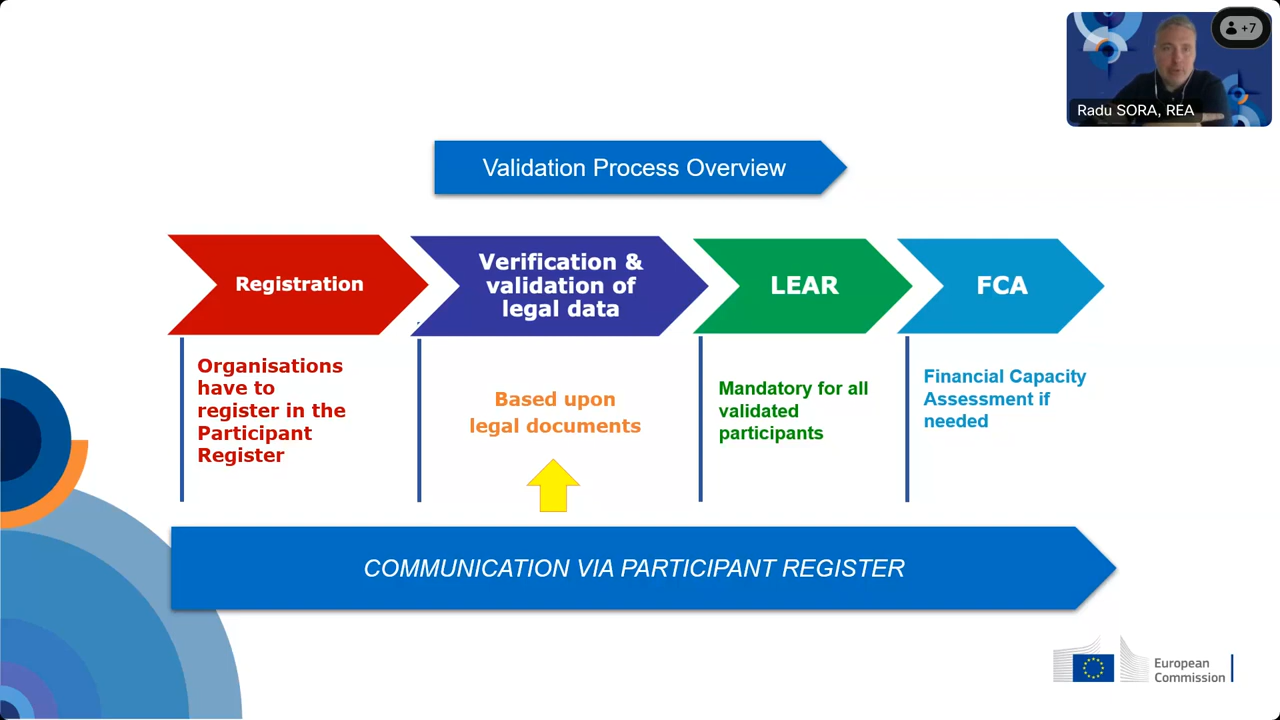 +7
Radu SORA, REA
Validation Process Overview
Registration
Verification &
validation of
legal data
LEAR
FCA
Organisations
have to
register in the
Participant
Register
Based upon
legal documents
Mandatory for all
validated
participants
Financial Capacity
Assessment if
needed
COMMUNICATION VIA PARTICIPANT REGISTER
European
Commission